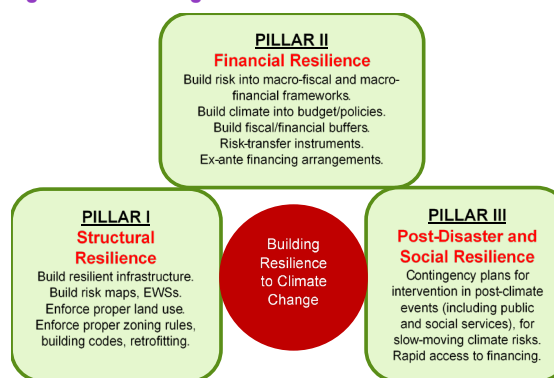 PILLAR II
Financial Resilience
Build risk into macro-fiscal and macro-
financial frameworks.
Build climate into budget/policies.
Build fiscal/financial buffers.
Risk-transfer instruments.
Ex-ante financing arrangements.
PILLAR I
Structural
Resilience
Build resilient infrastructure.
Build risk maps, EWSs.
Enforce proper land use.
Enforce proper zoning rules,
building codes, retrofitting.
Building
Resilience
to Climate
Change
PILLAR III
Post-Disaster and
Social Resilience
Contingency plans for
intervention in post-climate
events (including public
and social services), for
slow-moving climate risks.
Rapid access to financing.